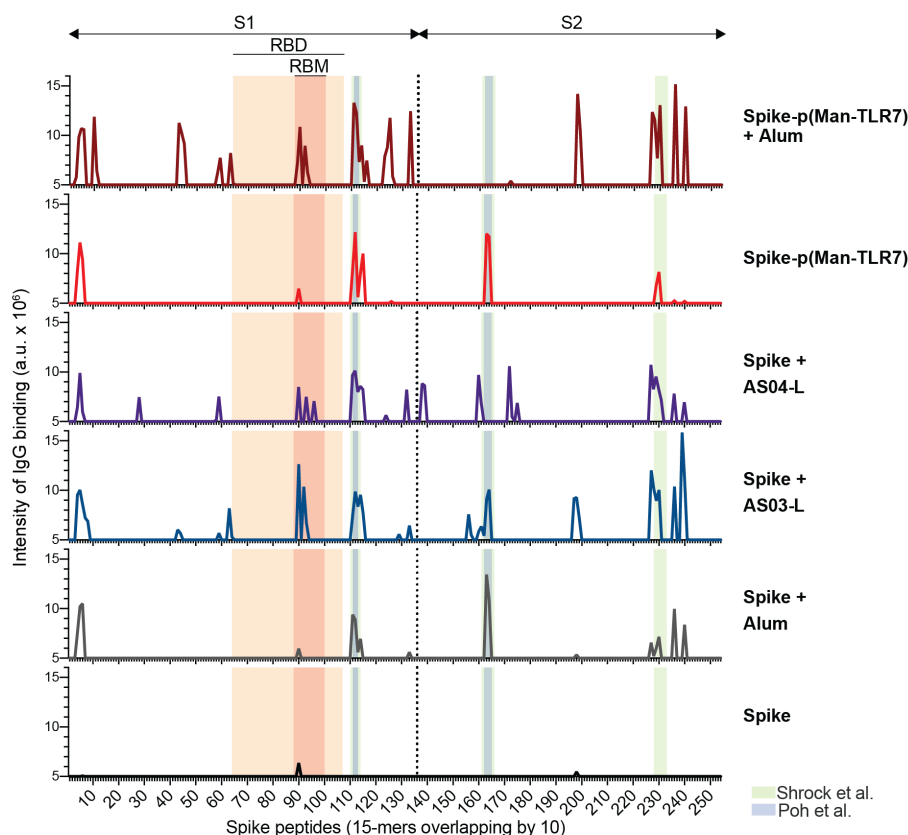 S1 S2
RBD
RBM
Intensity of IgG binding (a.u. x 10⁶)
15
10
5
Spike-p(Man-TLR7)
+ Alum
15
10
5
Spike-p(Man-TLR7)
15
10
5
Spike +
AS04-L
15
10
5
Spike +
AS03-L
15
10
5
Spike +
Alum
15
10
5
Spike
10 20 30 40 50 60 70 80 90 100 110 120 130 140 150 160 170 180 190 200 210 220 230 240 250
Spike peptides (15-mers overlapping by 10)
Shrock et al.
Poh et al.